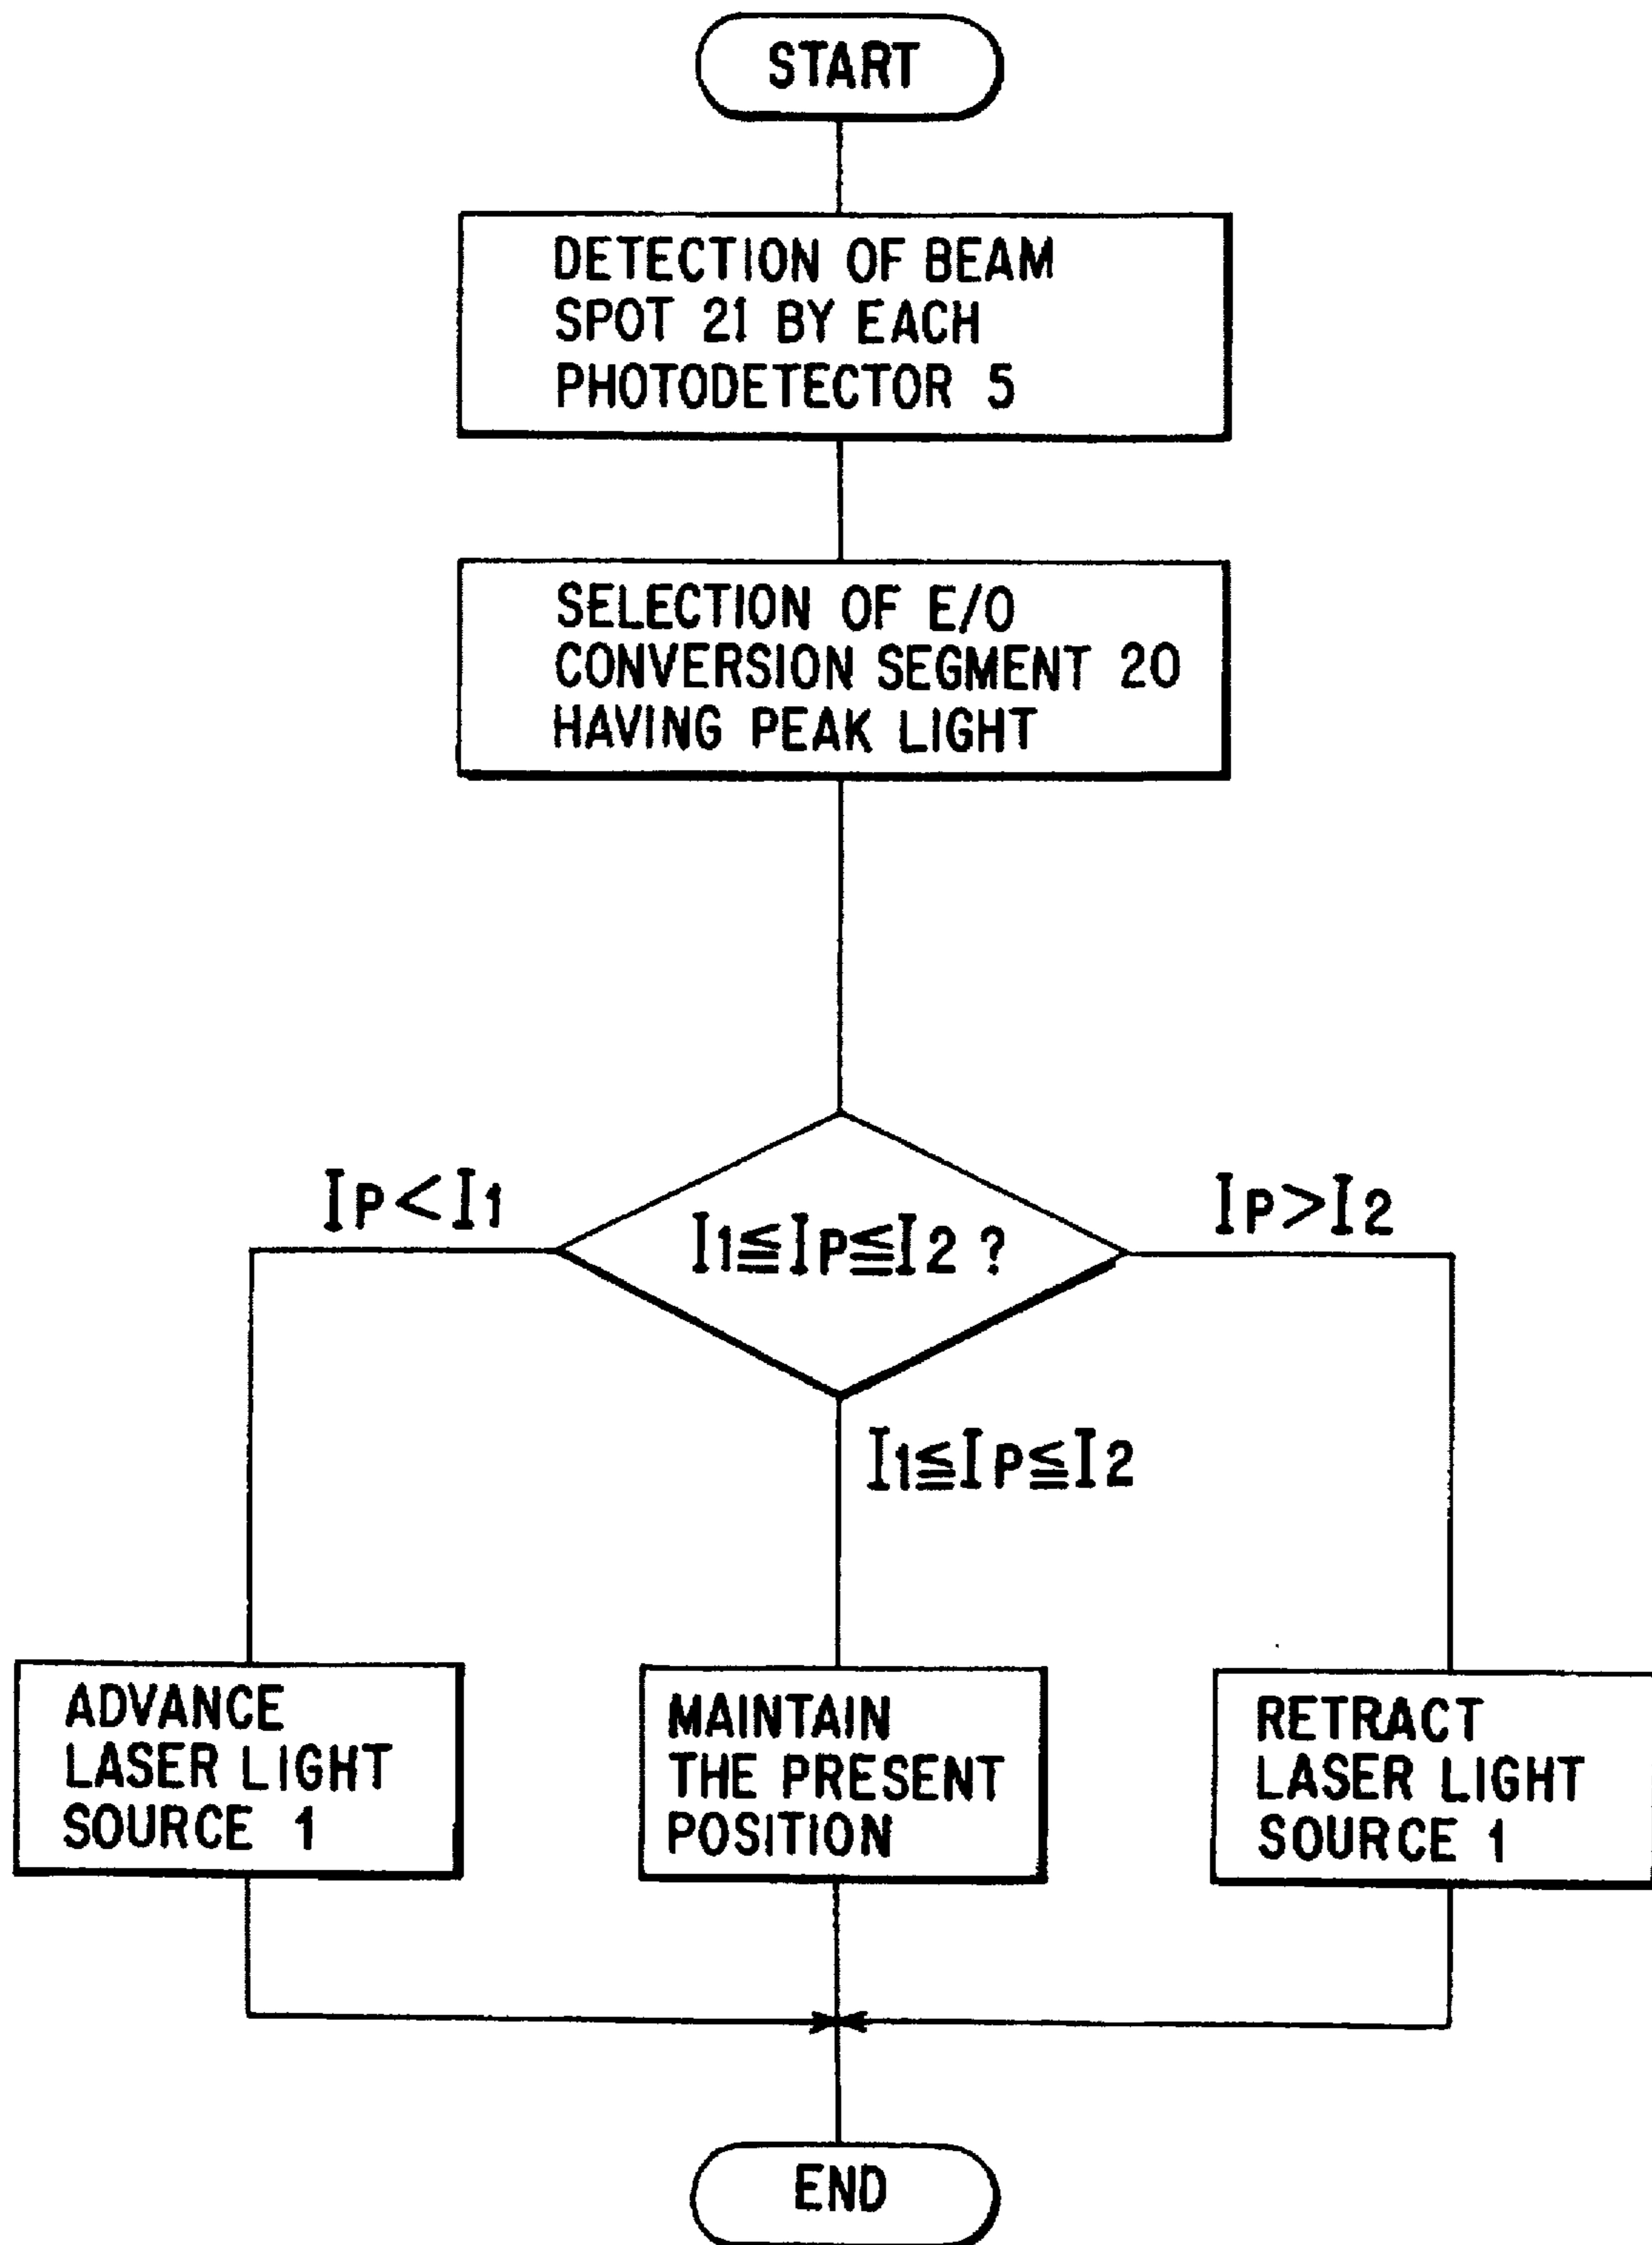 START
DETECTION OF BEAM
SPOT 21 BY EACH
PHOTODETECTOR 5
SELECTION OF E/O
CONVERSION SEGMENT 20
HAVING PEAK LIGHT
IP<I1
I1≦IP≦I2 ?
IP>I2
I1≦IP≦I2
ADVANCE
LASER LIGHT
SOURCE 1
MAINTAIN
THE PRESENT
POSITION
RETRACT
LASER LIGHT
SOURCE 1
END